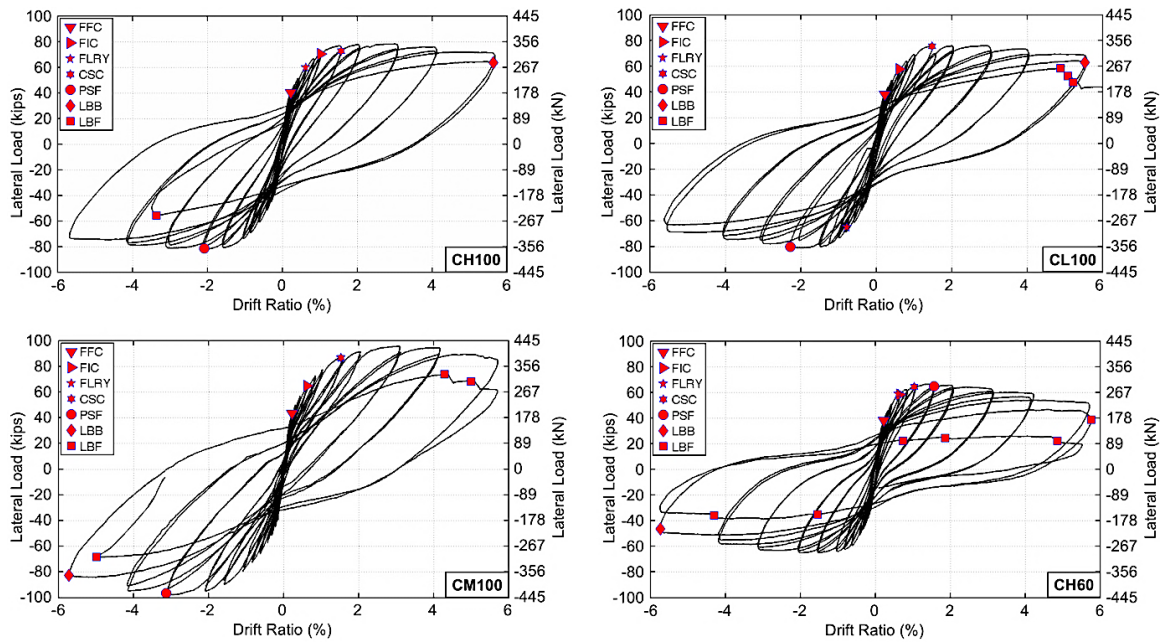 Lateral Load (kips)
100
80
60
40
20
0
-20
-40
-60
-80
-100
FFC
FIC
FLRY
CSC
PSF
LBB
LBF
CH100
445
356
267
178
89
0
-89
-178
-267
-356
-445
Lateral Load (kN)
-6 -4 -2 0 2 4 6
Drift Ratio (%)
Lateral Load (kips)
100
80
60
40
20
0
-20
-40
-60
-80
-100
FFC
FIC
FLRY
CSC
PSF
LBB
LBF
CL100
445
356
267
178
89
0
-89
-178
-267
-356
-445
Lateral Load (kN)
-6 -4 -2 0 2 4 6
Drift Ratio (%)
Lateral Load (kips)
100
80
60
40
20
0
-20
-40
-60
-80
-100
FFC
FIC
FLRY
CSC
PSF
LBB
LBF
CM100
445
356
267
178
89
0
-89
-178
-267
-356
-445
Lateral Load (kN)
-6 -4 -2 0 2 4 6
Drift Ratio (%)
Lateral Load (kips)
100
80
60
40
20
0
-20
-40
-60
-80
-100
FFC
FIC
FLRY
CSC
PSF
LBB
LBF
CH60
445
356
267
178
89
0
-89
-178
-267
-356
-445
Lateral Load (kN)
-6 -4 -2 0 2 4 6
Drift Ratio (%)